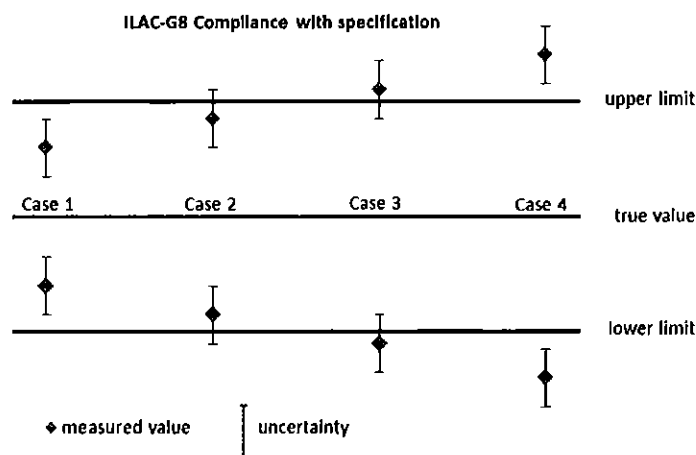 ILAC-G8 Compliance with specification
upper limit
Case 1 Case 2 Case 3 Case 4
true value
lower limit
measured value uncertainty